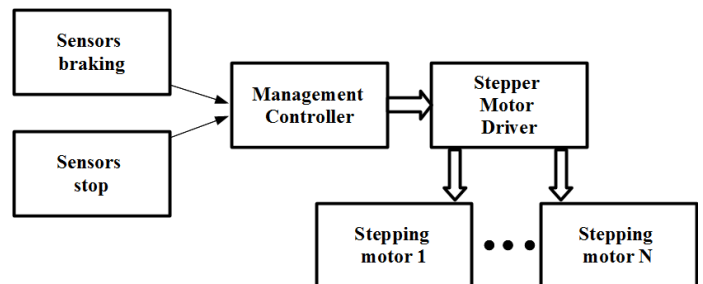 Sensors
braking
Management
Controller
Stepper
Motor
Driver
Sensors
stop
Stepping
motor 1
Stepping
motor N